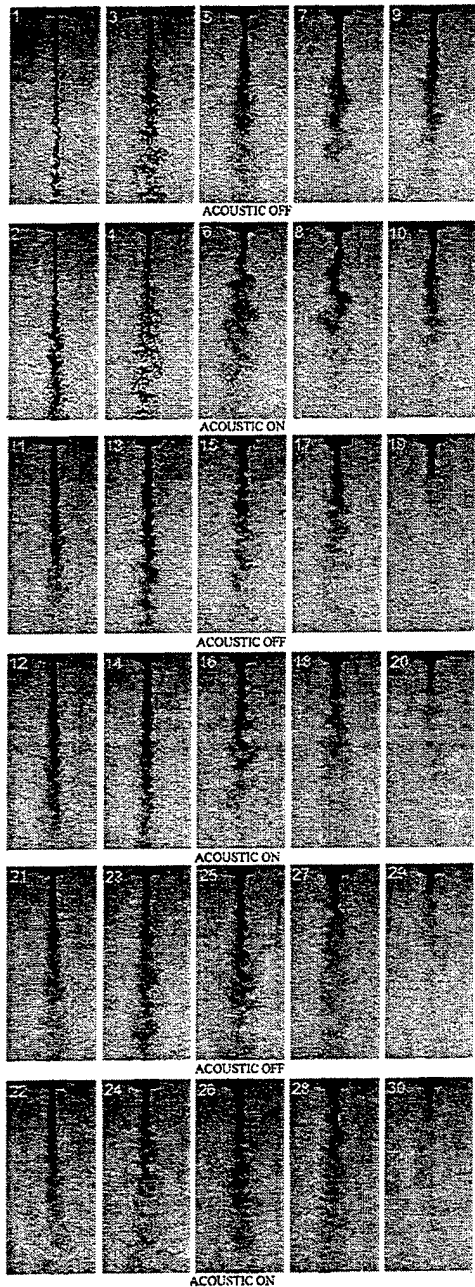 1 3 5 7 9
ACOUSTIC OFF
2 4 6 8 10
ACOUSTIC ON
11 13 15 17 19
ACOUSTIC OFF
12 14 16 18 20
ACOUSTIC ON
21 23 25 27 29
ACOUSTIC OFF
22 24 26 28 30
ACOUSTIC ON